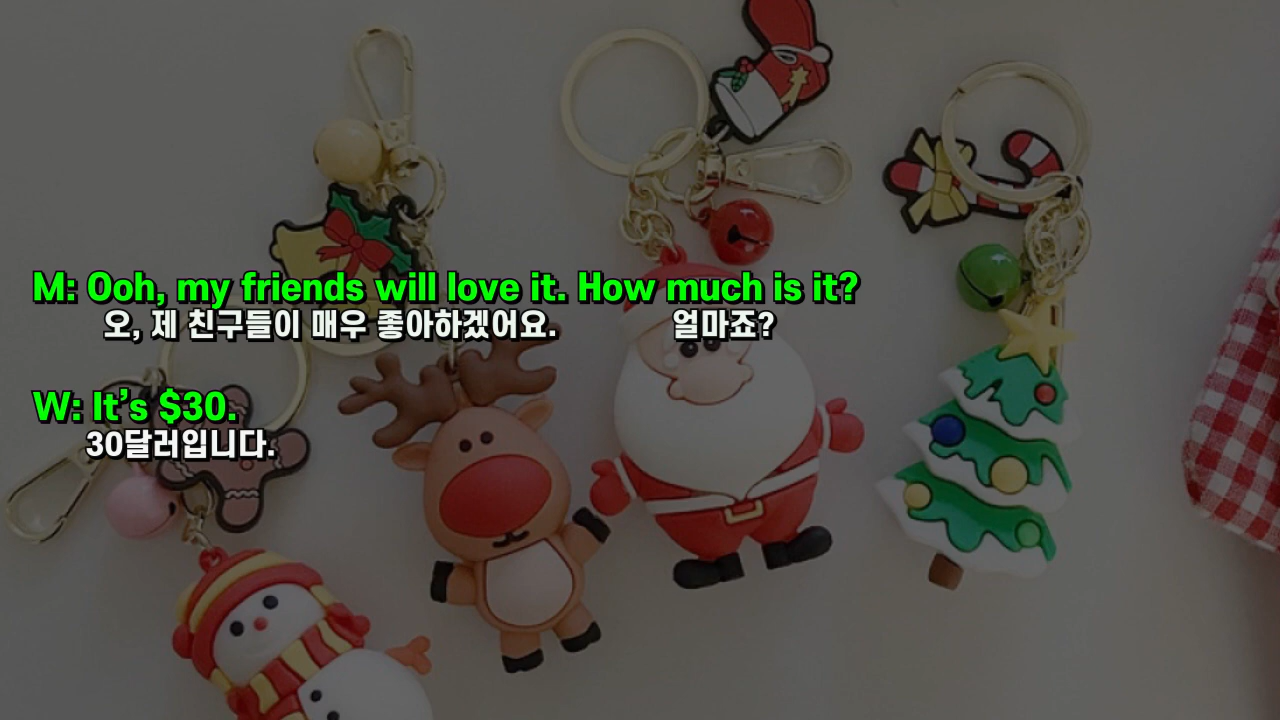 M: Ooh, my friends will love it. How much is it?
오, 제 친구들이 매우 좋아하겠어요. 얼마죠?
W: It’s $30.
30달러입니다.